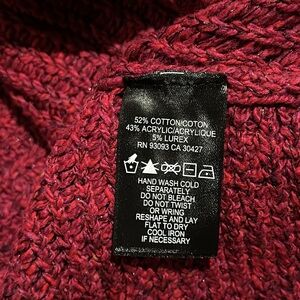 52% COTTON/COTON
43% ACRYLIC/ACRYLIQUE
5% LUREX
RN 93093 CA 30427
HAND WASH COLD
SEPARATELY
DO NOT BLEACH
DO NOT TWIST
OR WRING
RESHAPE AND LAY
FLAT TO DRY
COOL IRON
IF NECESSARY